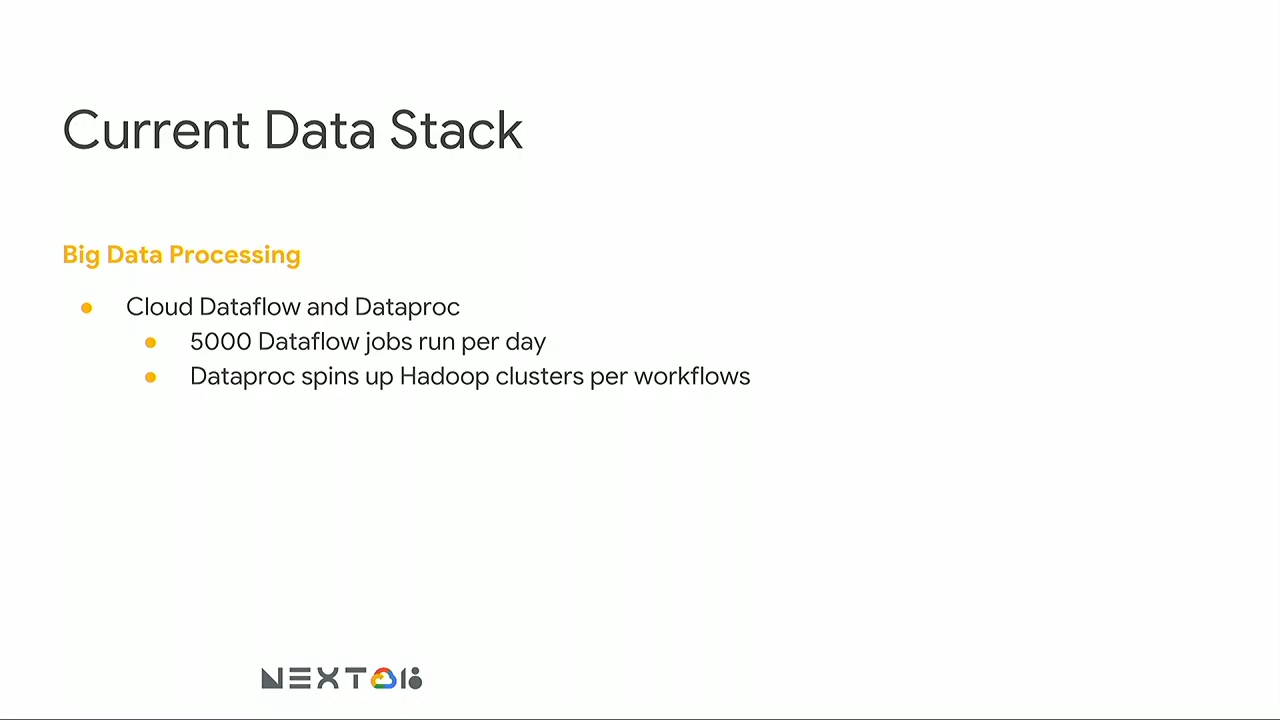 Current Data Stack
Big Data Processing
● Cloud Dataflow and Dataproc
● 5000 Dataflow jobs run per day
● Dataproc spins up Hadoop clusters per workflows
NEXT 18